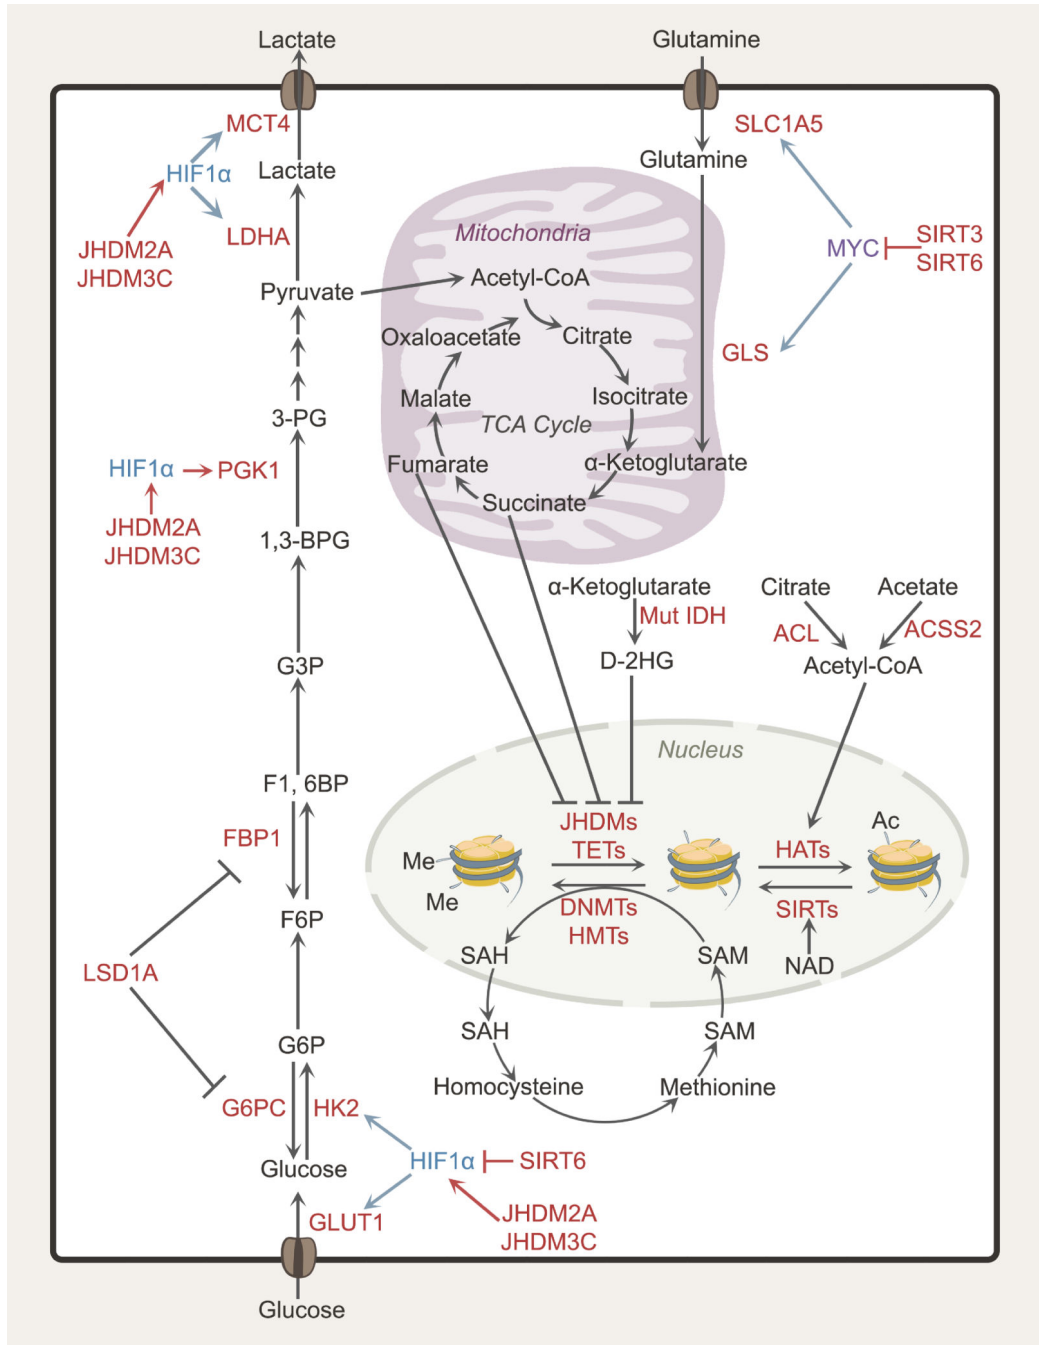 Lactate
Glutamine
MCT4
SLC1A5
HIF1α
Lactate
Glutamine
LDHA
JHDM2A
JHDM3C
Mitochondria
MYC
SIRT3
SIRT6
Pyruvate
Acetyl-CoA
Oxaloacetate
Citrate
GLS
Malate
Isocitrate
3-PG
TCA Cycle
HIF1α
PGK1
Fumarate
α-Ketoglutarate
Succinate
JHDM2A
JHDM3C
1,3-BPG
α-Ketoglutarate
Citrate
Acetate
Mut IDH
ACL
ACSS2
G3P
D-2HG
Acetyl-CoA
Nucleus
F1, 6BP
FBP1
JHDMs
TETs
Ac
HATs
Me
Me
DNMTs
HMTs
SIRTs
F6P
SAH
SAM
NAD
LSD1A
G6P
SAH
SAM
Homocysteine
Methionine
G6PC
HK2
Glucose
HIF1α
SIRT6
GLUT1
JHDM2A
JHDM3C
Glucose